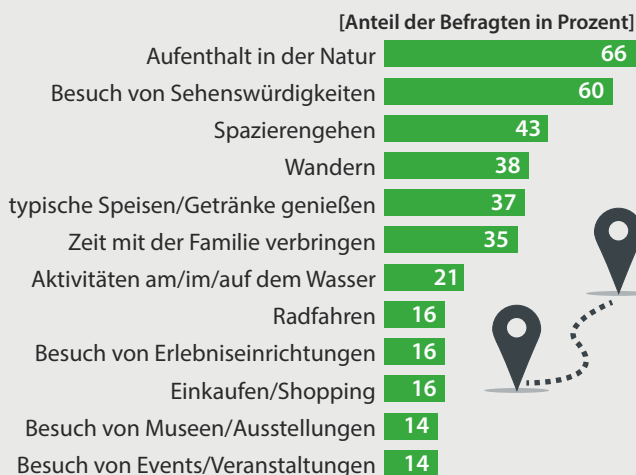 [Anteil der Befragten in Prozent]
Aufenthalt in der Natur 66
Besuch von Sehenswürdigkeiten 60
Spazierengehen 43
Wandern 38
typische Speisen/Getränke genießen 37
Zeit mit der Familie verbringen 35
Aktivitäten am/im/auf dem Wasser 21
Radfahren 16
Besuch von Erlebniseinrichtungen 16
Einkaufen/Shopping 16
Besuch von Museen/Ausstellungen 14
Besuch von Events/Veranstaltungen 14